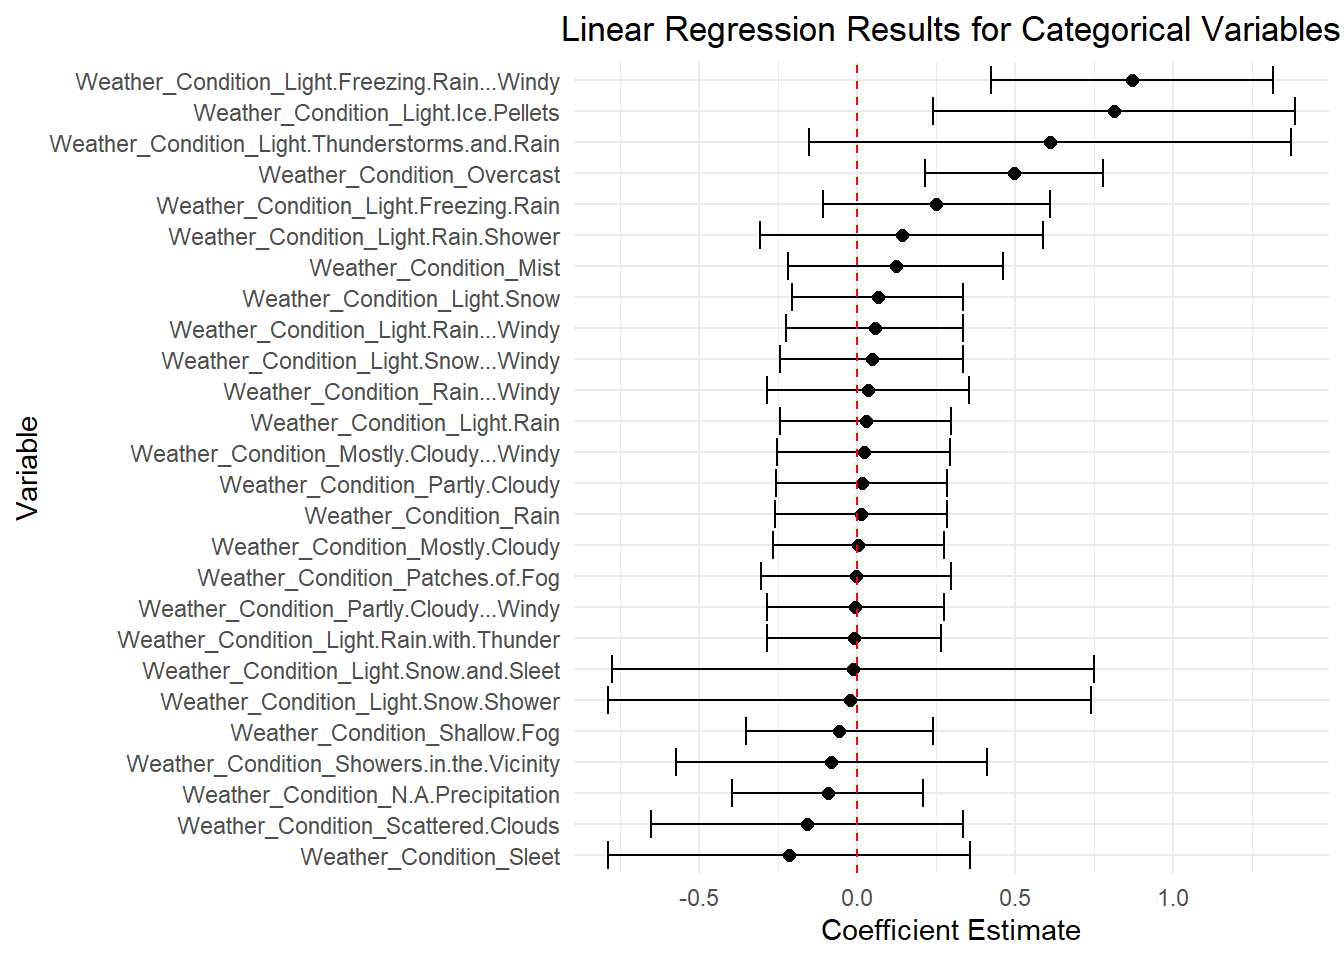 Linear Regression Results for Categorical Variables
Weather_Condition_Light.Freezing.Rain...Windy
Weather_Condition_Light.Ice.Pellets
Weather_Condition_Light.Thunderstorms.and.Rain
Weather_Condition_Overcast
Weather_Condition_Light.Freezing.Rain
Weather_Condition_Light.Rain.Shower
Weather_Condition_Mist
Weather_Condition_Light.Snow
Weather_Condition_Light.Rain...Windy
Weather_Condition_Light.Snow...Windy
Weather_Condition_Rain...Windy
Weather_Condition_Light.Rain
Weather_Condition_Mostly.Cloudy...Windy
Weather_Condition_Partly.Cloudy
Weather_Condition_Rain
Weather_Condition_Mostly.Cloudy
Weather_Condition_Patches.of.Fog
Weather_Condition_Partly.Cloudy...Windy
Weather_Condition_Light.Rain.with.Thunder
Weather_Condition_Light.Snow.and.Sleet
Weather_Condition_Light.Snow.Shower
Weather_Condition_Shallow.Fog
Weather_Condition_Showers.in.the.Vicinity
Weather_Condition_N.A.Precipitation
Weather_Condition_Scattered.Clouds
Weather_Condition_Sleet
Variable
-0.5 0.0 0.5 1.0
Coefficient Estimate